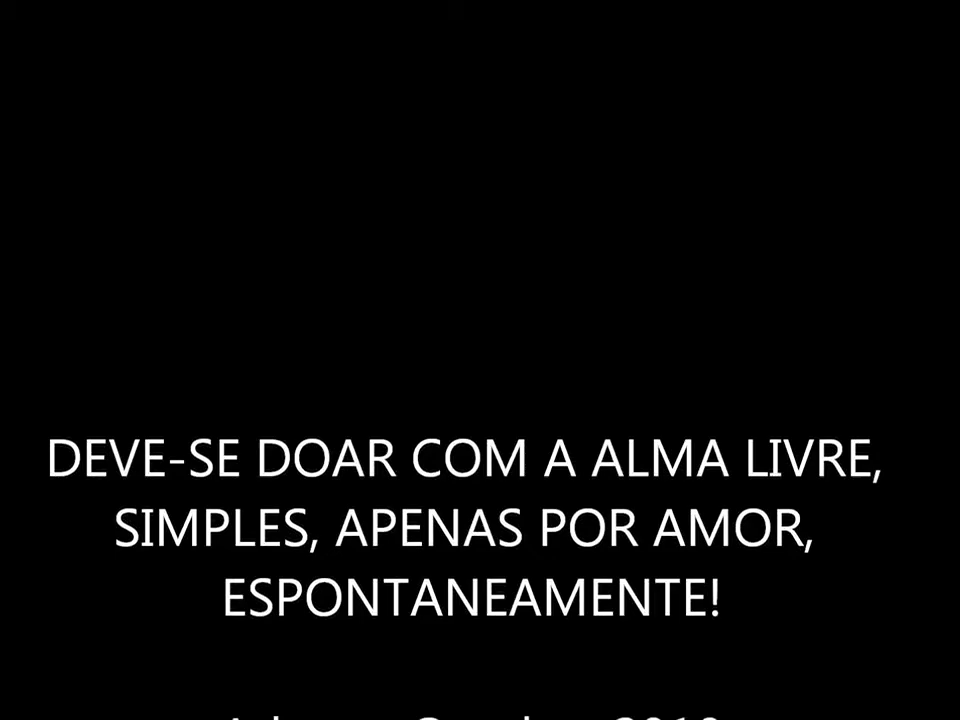 DEVE-SE DOAR COM A ALMA LIVRE,
SIMPLES, APENAS POR AMOR,
ESPONTANEAMENTE!